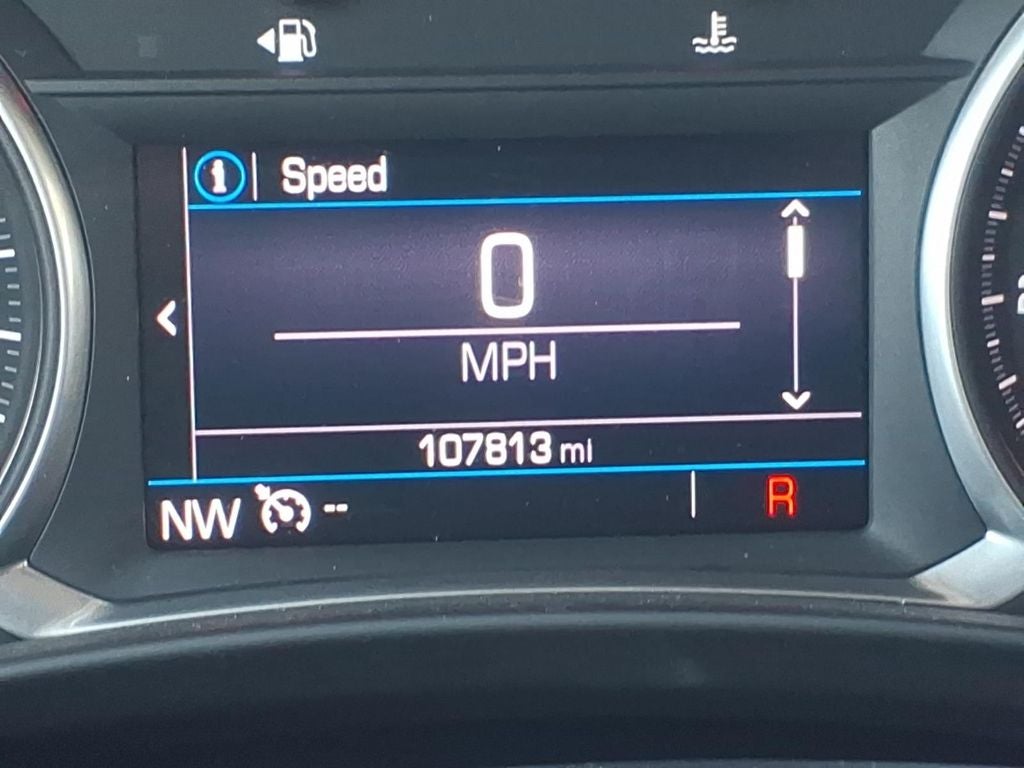 Speed
0
MPH
107813 mi
NW --
R